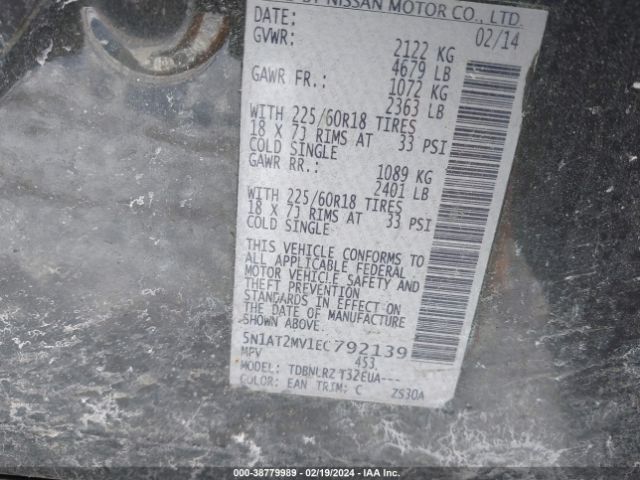 BY NISSAN MOTOR CO., LTD.
DATE: 02/14
GVWR: 2122 KG
4679 LB
GAWR FR.: 1072 KG
2363 LB
WITH 225/60R18 TIRES
18 X 7J RIMS AT 33 PSI
COLD SINGLE
GAWR RR.: 1089 KG
2401 LB
WITH 225/60R18 TIRES
18 X 7J RIMS AT 33 PSI
COLD SINGLE
THIS VEHICLE CONFORMS TO
ALL APPLICABLE FEDERAL
MOTOR VEHICLE SAFETY AND
THEFT PREVENTION
STANDARDS IN EFFECT ON
THE DATE OF MANUFACTURE
SHOWN ABOVE.
5N1AT2MV1EC792139
MPV 4S3
MODEL: TDBNLRZ T32EUA---
COLOR: EAN TRIM: C ZS30A
000-38779989 - 02/19/2024 - IAA Inc.